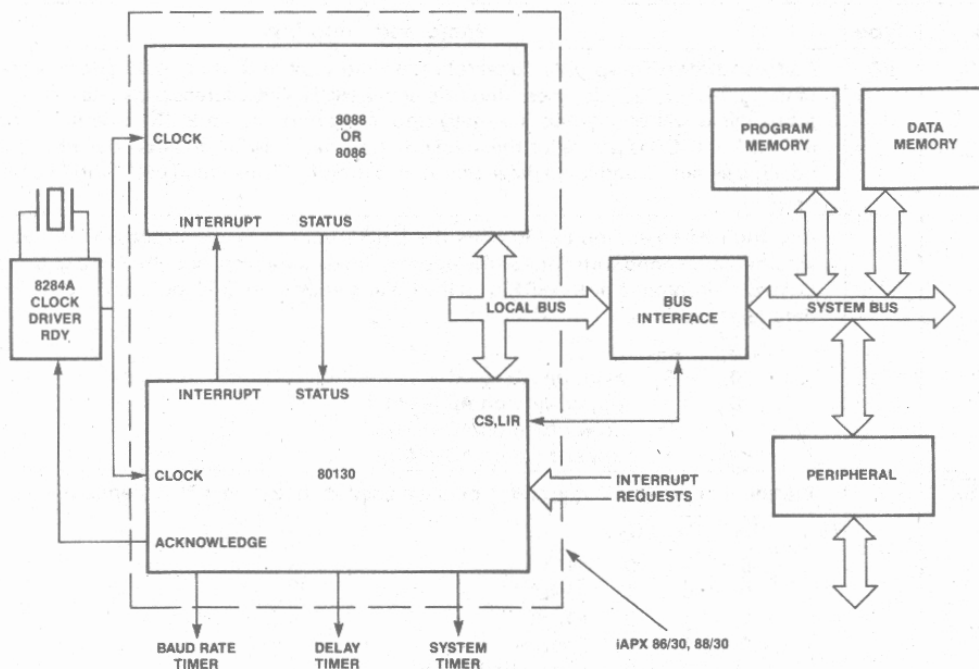 CLOCK
8088
OR
8086
INTERRUPT STATUS
8284A
CLOCK
DRIVER
RDY
PROGRAM
MEMORY
DATA
MEMORY
LOCAL BUS
BUS
INTERFACE
SYSTEM BUS
INTERRUPT STATUS
CS,LIR
CLOCK
80130
INTERRUPT
REQUESTS
PERIPHERAL
ACKNOWLEDGE
BAUD RATE
TIMER
DELAY
TIMER
SYSTEM
TIMER
iAPX 86/30, 88/30